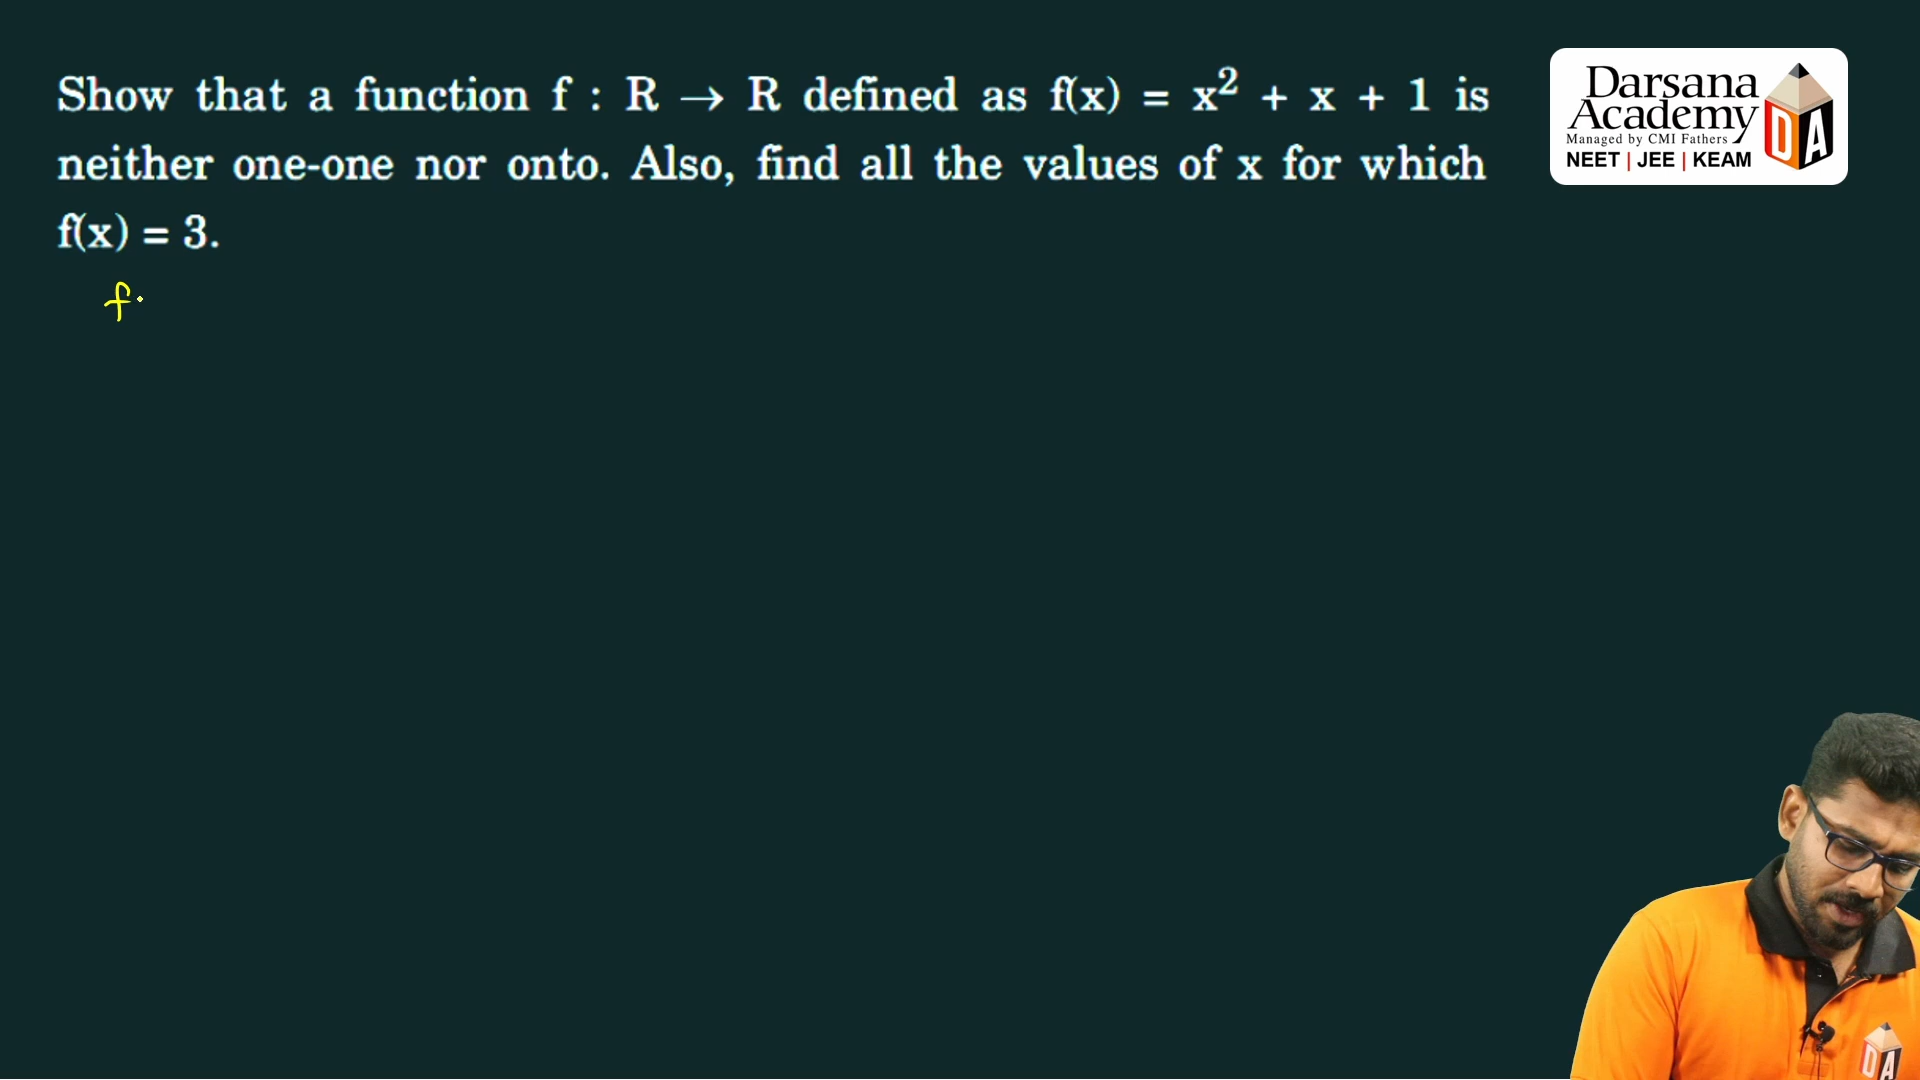 Show that a function f : R → R defined as f(x) = x² + x + 1 is
neither one-one nor onto. Also, find all the values of x for which
f(x) = 3.
f
Darsana
Academy
Managed by CMI Fathers
NEET | JEE | KEAM
DA
DA